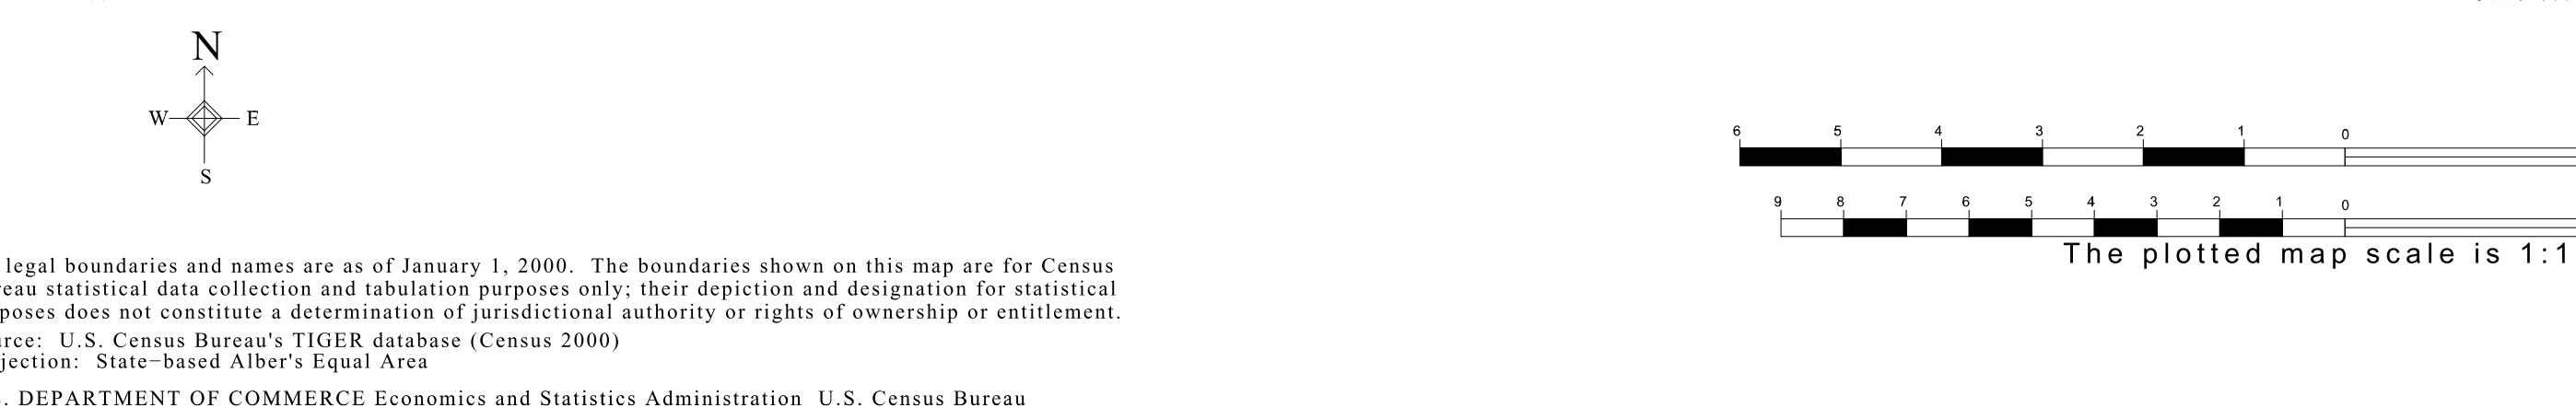 N
W E
S
6 5 4 3 2 1 0
9 8 7 6 5 4 3 2 1 0
The plotted map scale is 1:1
legal boundaries and names are as of January 1, 2000. The boundaries shown on this map are for Census
eau statistical data collection and tabulation purposes only; their depiction and designation for statistical
poses does not constitute a determination of jurisdictional authority or rights of ownership or entitlement.
rce: U.S. Census Bureau's TIGER database (Census 2000)
jection: State−based Alber's Equal Area
. DEPARTMENT OF COMMERCE Economics and Statistics Administration U.S. Census Bureau